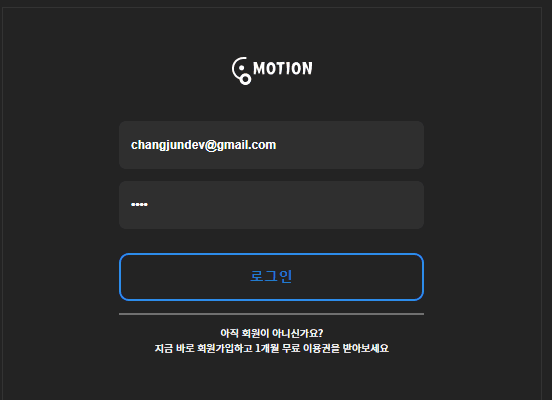 MOTION
changjundev@gmail.com
••••
로그인
아직 회원이 아니신가요?
지금 바로 회원가입하고 1개월 무료 이용권을 받아보세요